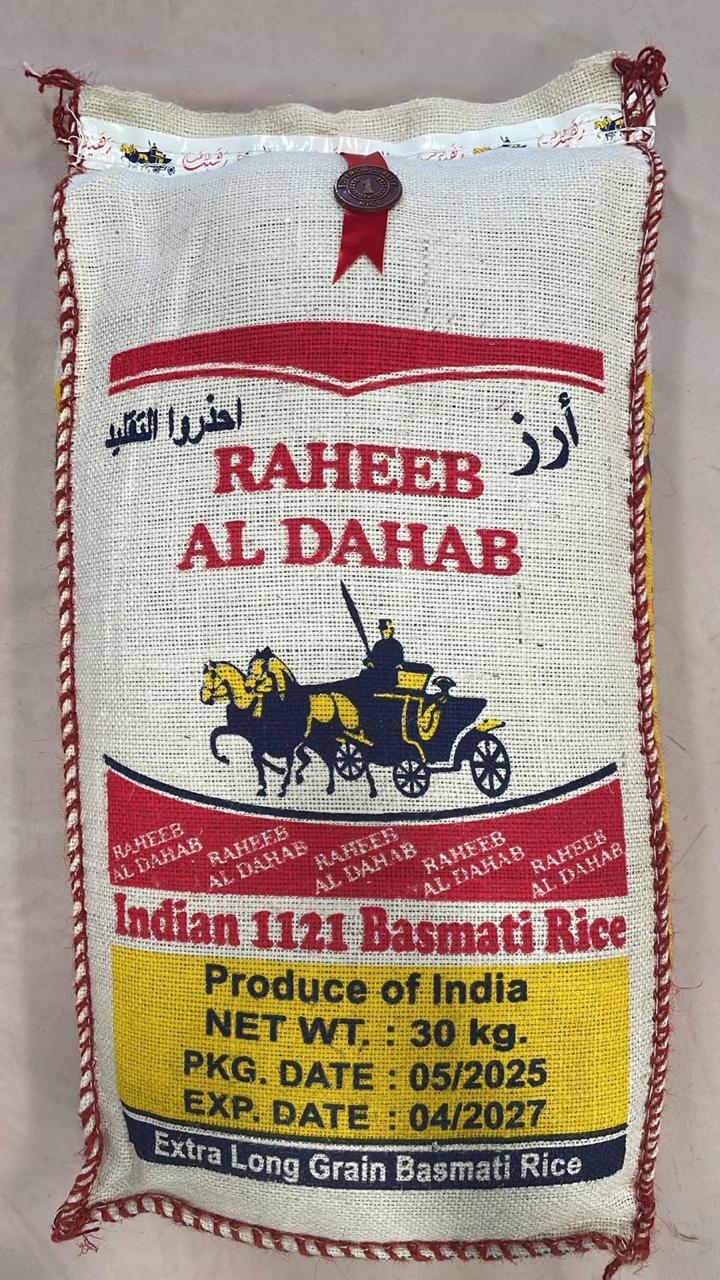 احذروا التقليد
أرز
RAHEEB
AL DAHAB
RAHEEB AL DAHAB RAHEEB AL DAHAB RAHEEB AL DAHAB RAHEEB AL DAHAB RAHEEB AL DAHAB
Indian 1121 Basmati Rice
Produce of India
NET WT. : 30 kg.
PKG. DATE : 05/2025
EXP. DATE : 04/2027
Extra Long Grain Basmati Rice